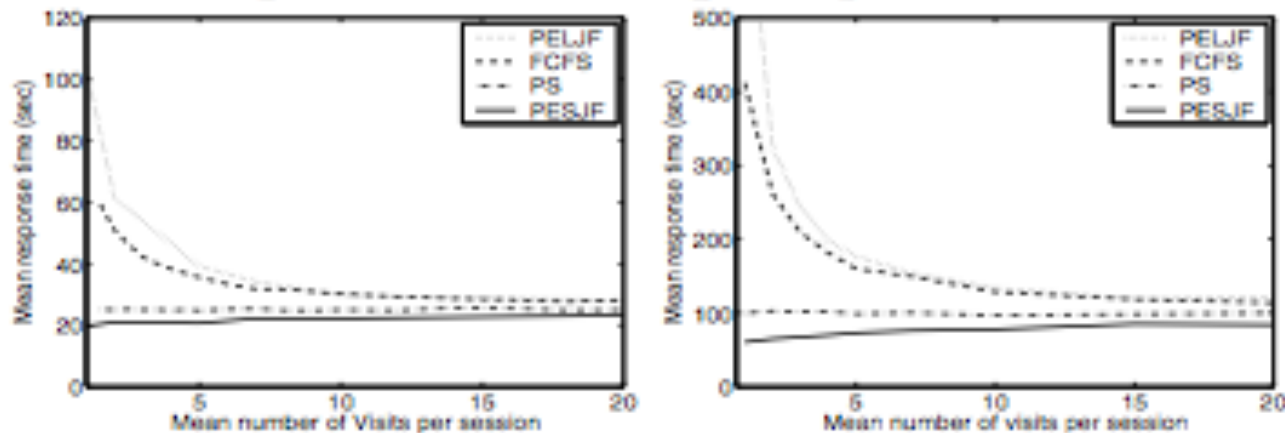 120
100
80
60
40
20
0
Mean response time (sec)
PELJF
FCFS
PS
PESJF
5
10
15
20
Mean number of Visits per session
500
400
300
200
100
0
Mean response time (sec)
PELJF
FCFS
PS
PESJF
5
10
15
20
Mean number of visits per session